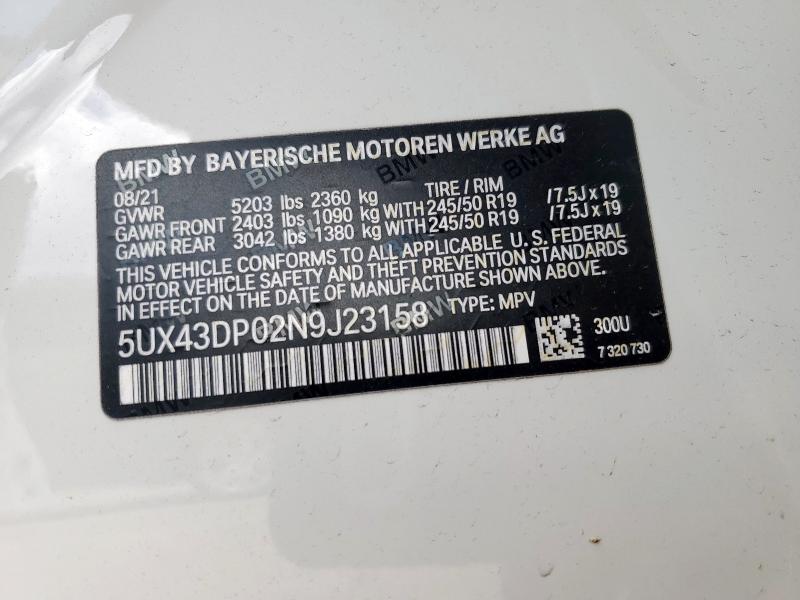 MFD BY BAYERISCHE MOTOREN WERKE AG
08/21 TIRE / RIM
GVWR 5203 lbs 2360 kg
GAWR FRONT 2403 lbs 1090 kg WITH 245/50 R19 /7.5J x 19
GAWR REAR 3042 lbs 1380 kg WITH 245/50 R19 /7.5J x 19
THIS VEHICLE CONFORMS TO ALL APPLICABLE U. S. FEDERAL
MOTOR VEHICLE SAFETY AND THEFT PREVENTION STANDARDS
IN EFFECT ON THE DATE OF MANUFACTURE SHOWN ABOVE.
5UX43DP02N9J23158 TYPE: MPV
300U
7 320 730